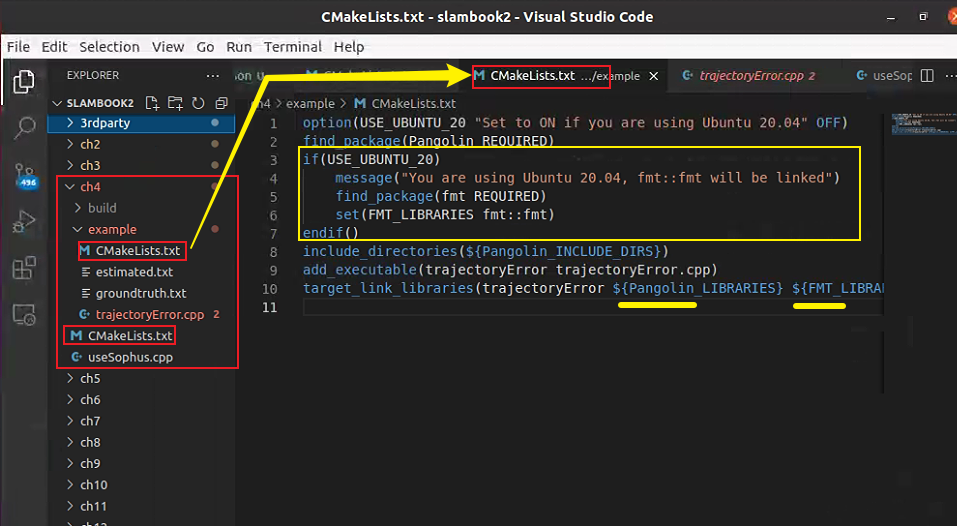 CMakeLists.txt - slambook2 - Visual Studio Code
File Edit Selection View Go Run Terminal Help
EXPLORER ···
CMakeLists.txt .../example
trajectoryError.cpp 2
useSop
SLAMBOOK2
ch4 > example > CMakeLists.txt
3rdparty
ch2
ch3
ch4
build
example
CMakeLists.txt
estimated.txt
groundtruth.txt
trajectoryError.cpp 2
CMakeLists.txt
useSophus.cpp
ch5
ch6
ch7
ch8
ch9
ch10
ch11
496
1 option(USE_UBUNTU_20 "Set to ON if you are using Ubuntu 20.04" OFF)
2 find_package(Pangolin REQUIRED)
3 if(USE_UBUNTU_20)
4 message("You are using Ubuntu 20.04, fmt::fmt will be linked")
5 find_package(fmt REQUIRED)
6 set(FMT_LIBRARIES fmt::fmt)
7 endif()
8 include_directories(${Pangolin_INCLUDE_DIRS})
9 add_executable(trajectoryError trajectoryError.cpp)
10 target_link_libraries(trajectoryError ${Pangolin_LIBRARIES} ${FMT_LIBRA
11